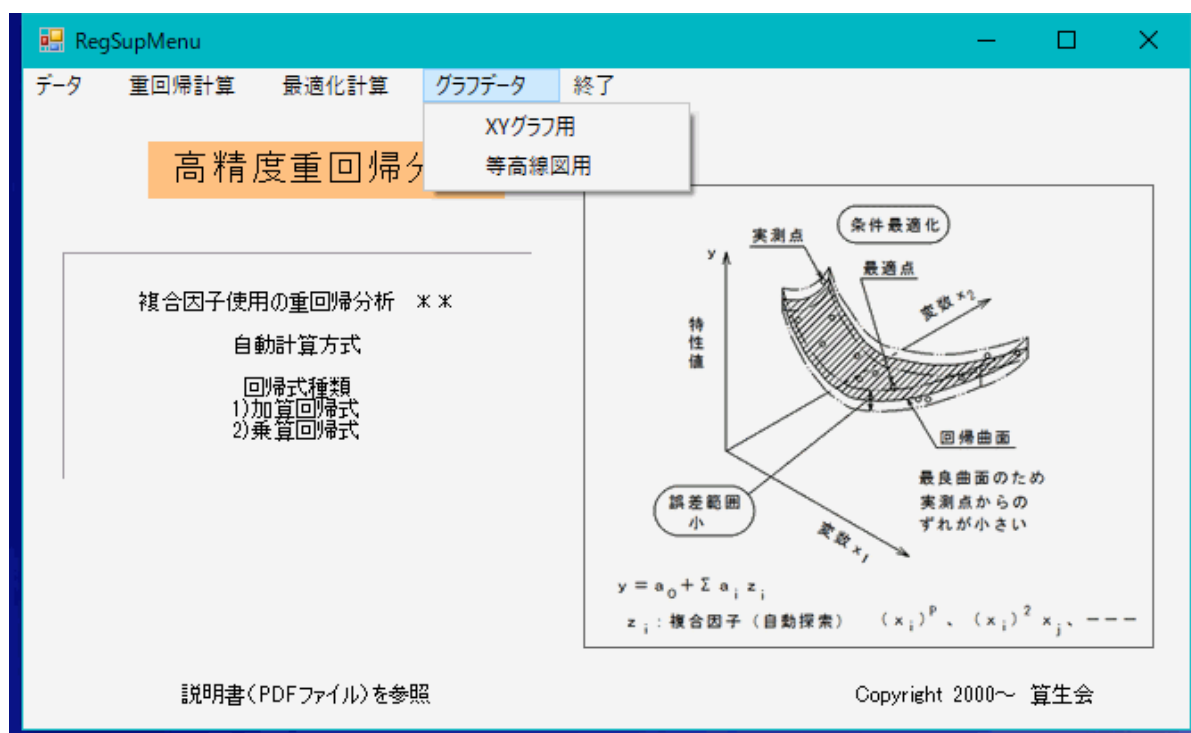 RegSupMenu
データ 重回帰計算 最適化計算 グラフデータ 終了
XYグラフ用
等高線図用
高精度重回帰分
複合因子使用の重回帰分析 **
自動計算方式
回帰式種類
1)加算回帰式
2)乗算回帰式
条件最適化
実測点
最適点
y
変数x2
特性値
回帰曲面
最良曲面のため
実測点からの
ずれが小さい
誤差範囲
小
変数x1
y = a0 + Σ ai zi
zi : 複合因子 (自動探索) (xi)^P 、 (xi)^2 xj、 ---
説明書(PDFファイル)を参照
Copyright 2000～ 算生会